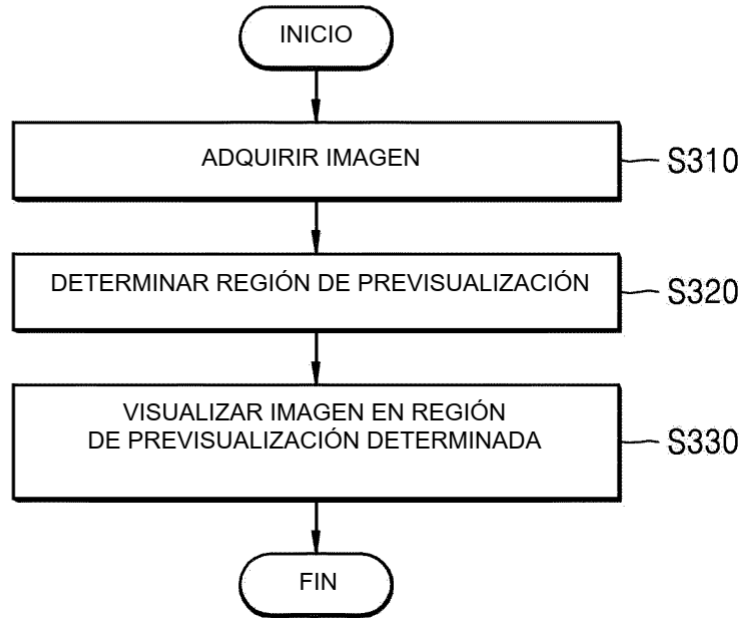 INICIO
ADQUIRIR IMAGEN
S310
DETERMINAR REGIÓN DE PREVISUALIZACIÓN
S320
VISUALIZAR IMAGEN EN REGIÓN
DE PREVISUALIZACIÓN DETERMINADA
S330
FIN